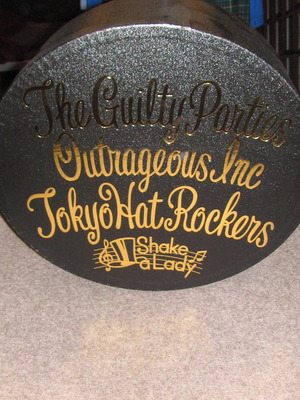 The Guilty Parties
Outrageous, Inc
Tokyo Hat Rockers
Shake
a Lady